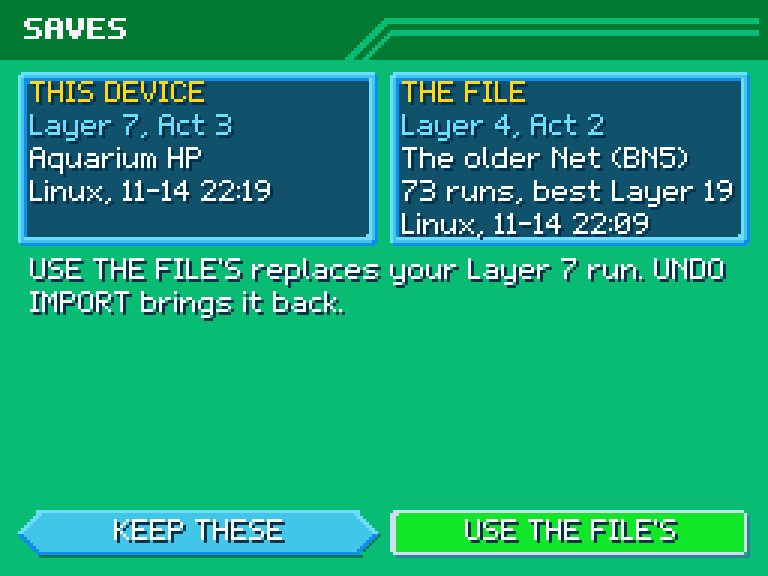 SAVES
THIS DEVICE
Layer 7, Act 3
Aquarium HP
Linux, 11-14 22:19
THE FILE
Layer 4, Act 2
The older Net (BN5)
73 runs, best Layer 19
Linux, 11-14 22:09
USE THE FILE'S replaces your Layer 7 run. UNDO
IMPORT brings it back.
KEEP THESE
USE THE FILE'S